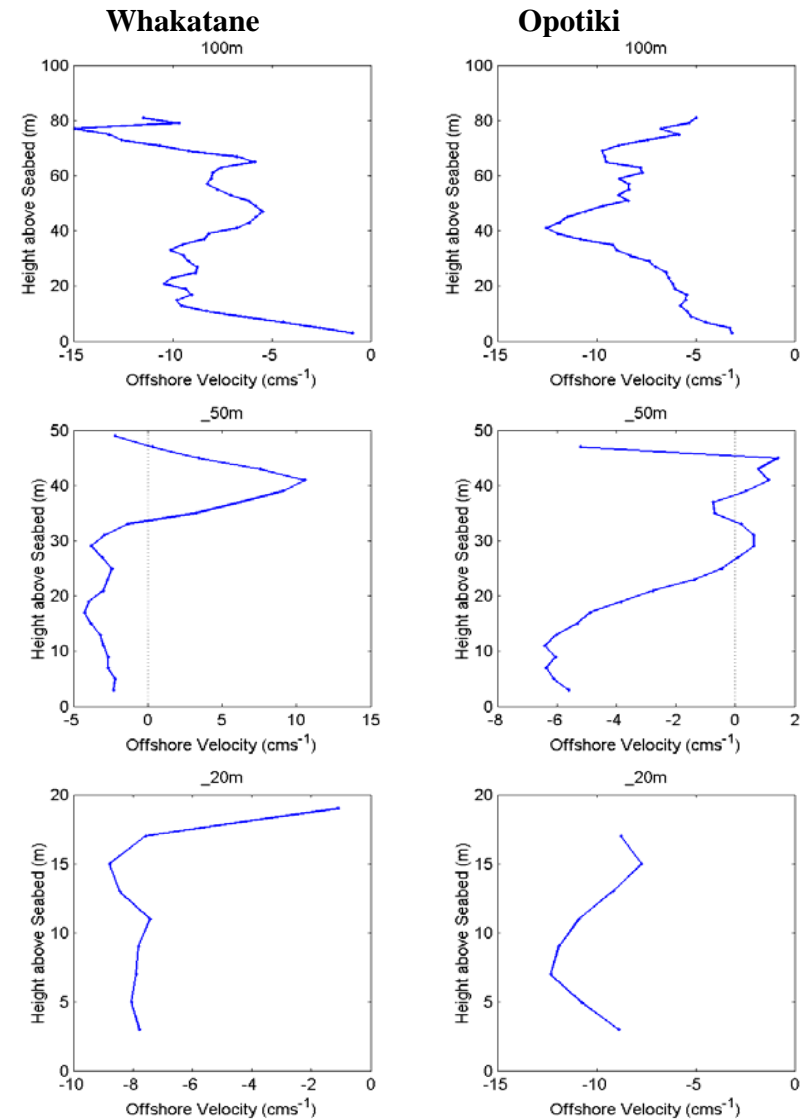 Whakatane Opotiki
100m 100m
Height above Seabed (m) Height above Seabed (m)
100 100
80 80
60 60
40 40
20 20
0 0
-15 -10 -5 0 -15 -10 -5 0
Offshore Velocity (cms⁻¹) Offshore Velocity (cms⁻¹)
_50m _50m
Height above Seabed (m) Height above Seabed (m)
50 50
40 40
30 30
20 20
10 10
0 0
-5 0 5 10 15 -8 -6 -4 -2 0 2
Offshore Velocity (cms⁻¹) Offshore Velocity (cms⁻¹)
_20m _20m
Height above Seabed (m) Height above Seabed (m)
20 20
15 15
10 10
5 5
0 0
-10 -8 -6 -4 -2 0 -15 -10 -5 0
Offshore Velocity (cms⁻¹) Offshore Velocity (cms⁻¹)